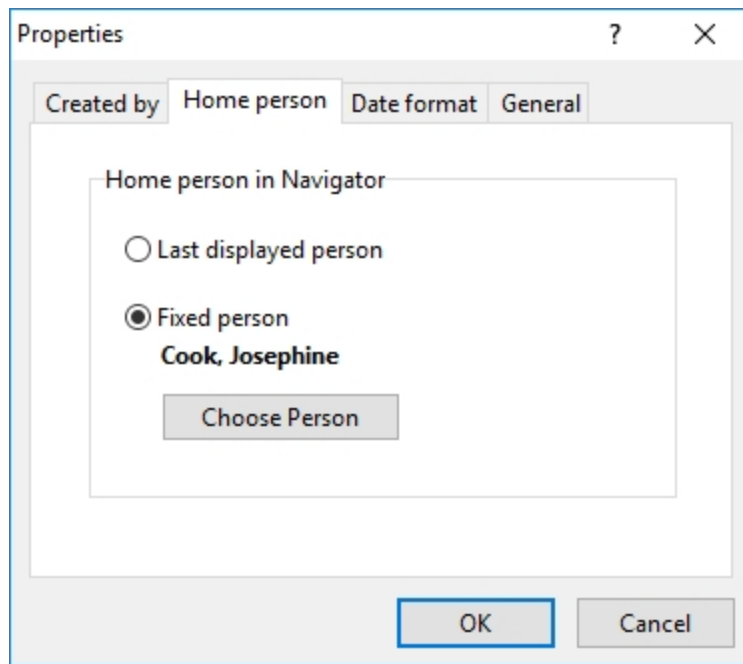 Properties ?
Created by Home person Date format General
Home person in Navigator
Last displayed person
Fixed person
Cook, Josephine
Choose Person
OK Cancel